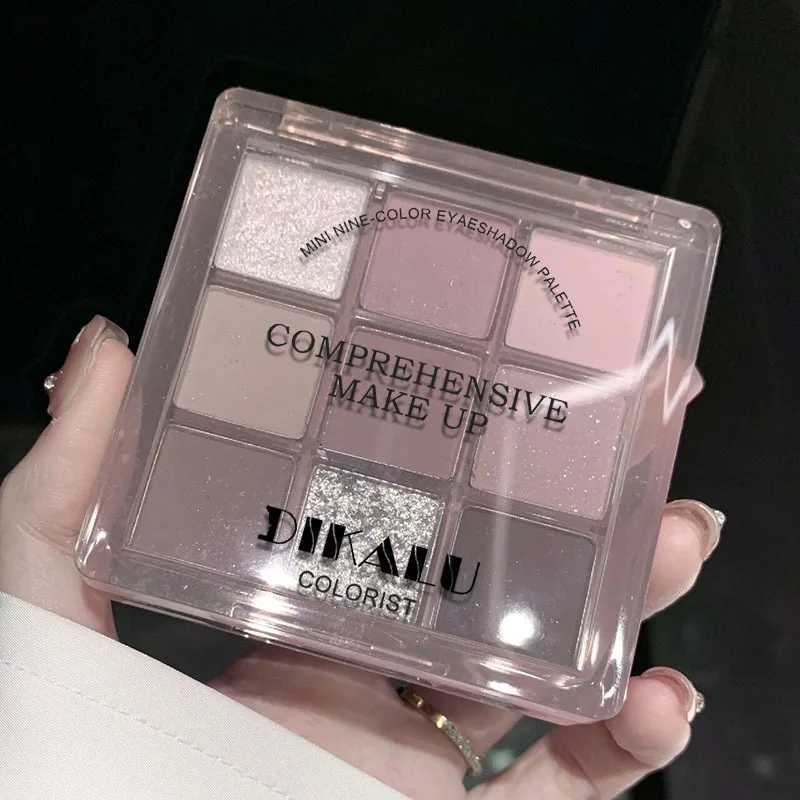 MINI NINE-COLOR EYAESHADOW PALETTE
COMPREHENSIVE
MAKE UP
DIKALU
COLORIST